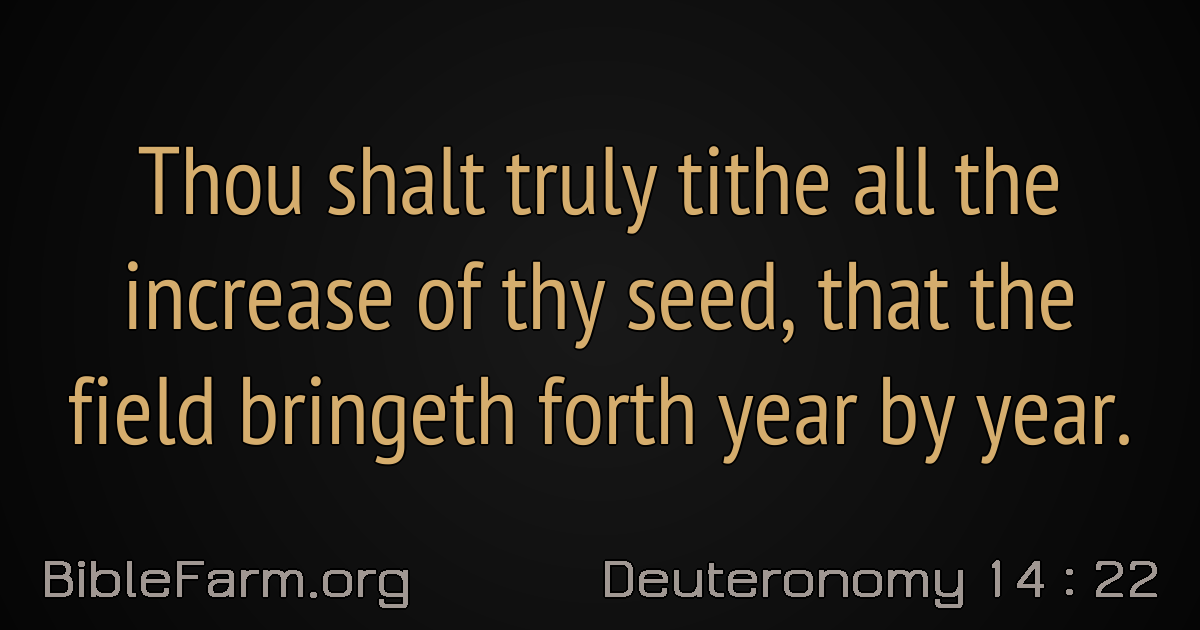 Thou shalt truly tithe all the
increase of thy seed, that the
field bringeth forth year by year.
BibleFarm.org Deuteronomy 14 : 22